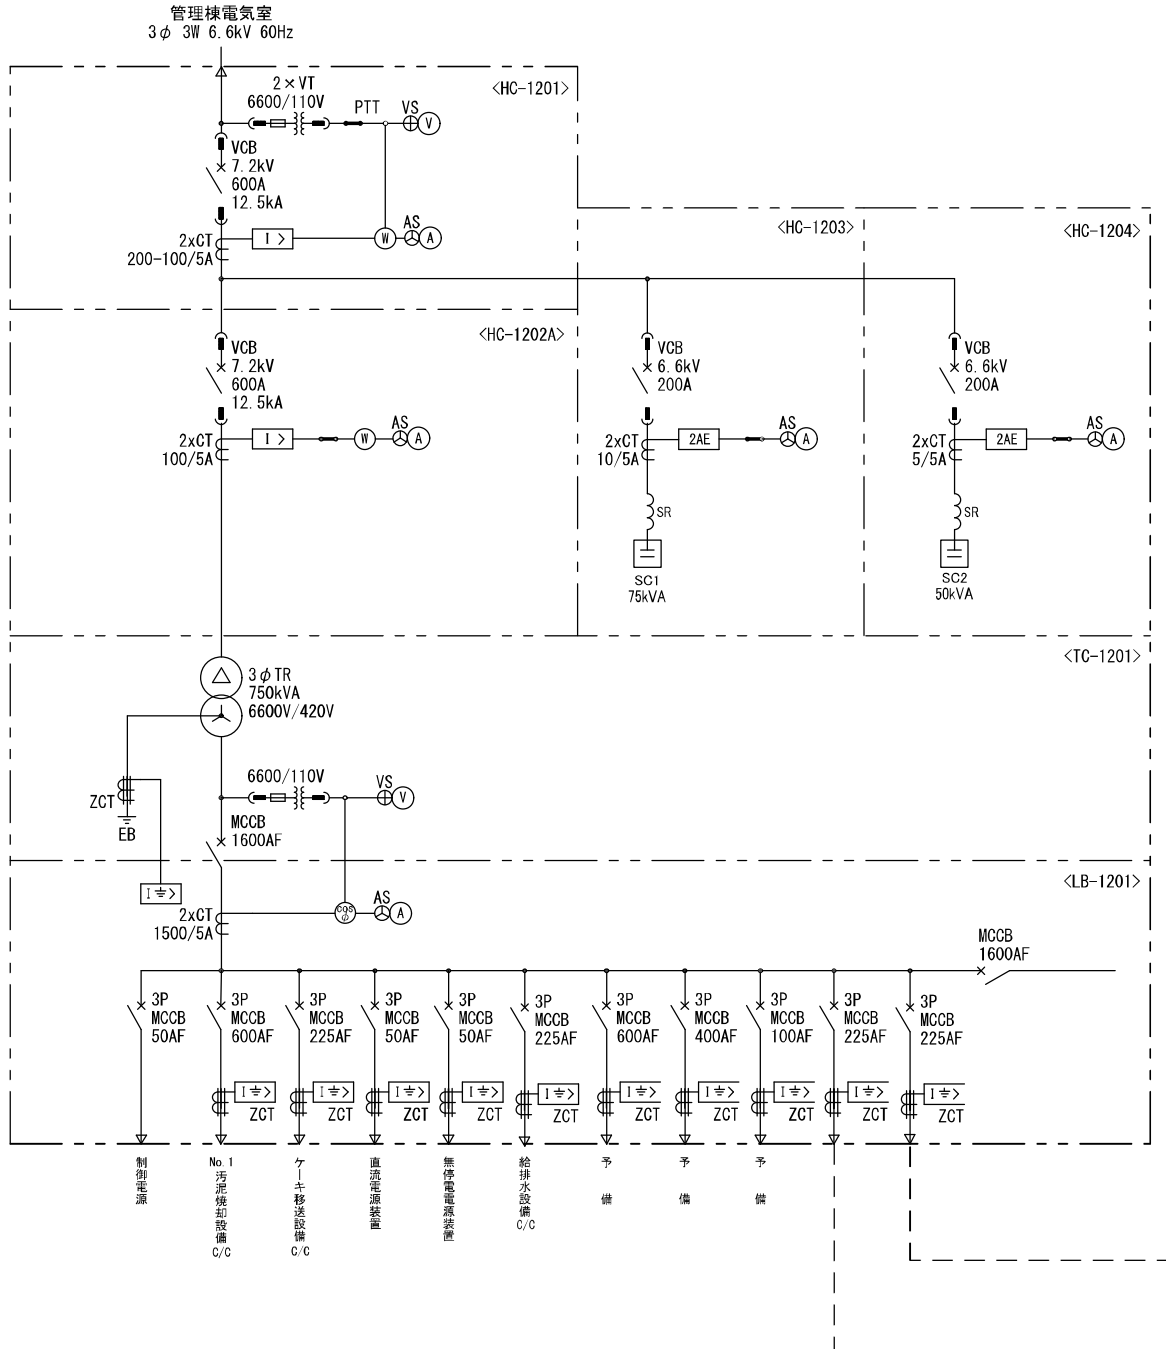 管理棟電気室
3φ 3W 6.6kV 60Hz
<HC-1201>
2×VT
6600/110V
PTT
VS
V
VCB
7.2kV
600A
12.5kA
2xCT
200-100/5A
I >
W
AS
A
<HC-1203>
<HC-1204>
<HC-1202A>
VCB
7.2kV
600A
12.5kA
2xCT
100/5A
I >
W
AS
A
VCB
6.6kV
200A
2xCT
10/5A
2AE
AS
A
SR
SC1
75kVA
VCB
6.6kV
200A
2xCT
5/5A
2AE
AS
A
SR
SC2
50kVA
<TC-1201>
3φTR
750kVA
6600V/420V
ZCT
EB
6600/110V
VS
V
MCCB
1600AF
<LB-1201>
I ⏚ >
2xCT
1500/5A
COS
φ
AS
A
MCCB
1600AF
3P
MCCB
50AF
3P
MCCB
600AF
3P
MCCB
225AF
3P
MCCB
50AF
3P
MCCB
50AF
3P
MCCB
225AF
3P
MCCB
600AF
3P
MCCB
400AF
3P
MCCB
100AF
3P
MCCB
225AF
3P
MCCB
225AF
I ⏚ >
ZCT
I ⏚ >
ZCT
I ⏚ >
ZCT
I ⏚ >
ZCT
I ⏚ >
ZCT
I ⏚ >
ZCT
I ⏚ >
ZCT
I ⏚ >
ZCT
I ⏚ >
ZCT
I ⏚ >
ZCT
制御電源
No.1汚泥焼却設備C/C
ケーキ移送設備C/C
直流電源装置
無停電電源装置
給排水設備C/C
予 備
予 備
予 備